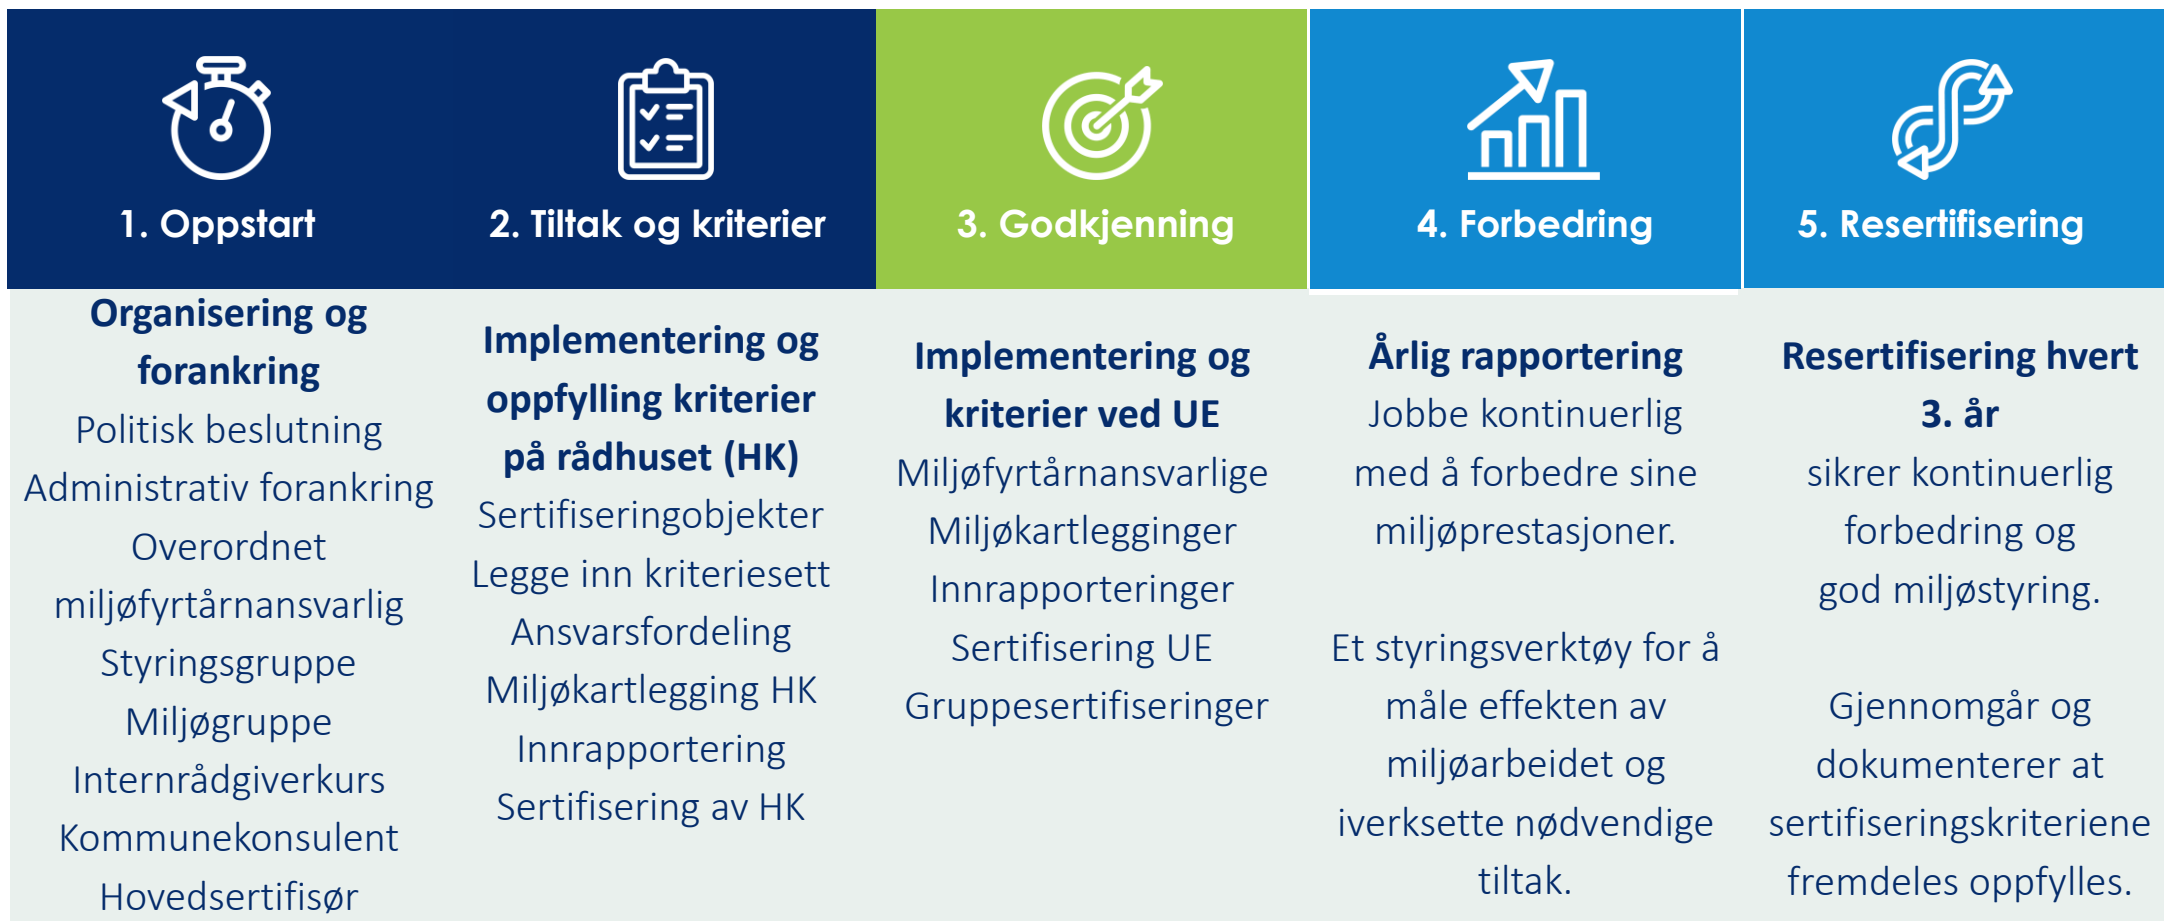 1. Oppstart
Organisering og
forankring
Politisk beslutning
Administrativ forankring
Overordnet
miljøfyrtårnansvarlig
Styringsgruppe
Miljøgruppe
Internrådgiverkurs
Kommunekonsulent
Hovedsertifisør
2. Tiltak og kriterier
Implementering og
oppfylling kriterier
på rådhuset (HK)
Sertifiseringobjekter
Legge inn kriteriesett
Ansvarsfordeling
Miljøkartlegging HK
Innrapportering
Sertifisering av HK
3. Godkjenning
Implementering og
kriterier ved UE
Miljøfyrtårnansvarlige
Miljøkartlegginger
Innrapporteringer
Sertifisering UE
Gruppesertifiseringer
4. Forbedring
Årlig rapportering
Jobbe kontinuerlig
med å forbedre sine
miljøprestasjoner.
Et styringsverktøy for å
måle effekten av
miljøarbeidet og
iverksette nødvendige
tiltak.
5. Resertifisering
Resertifisering hvert
3. år
sikrer kontinuerlig
forbedring og
god miljøstyring.
Gjennomgår og
dokumenterer at
sertifiseringskriteriene
fremdeles oppfylles.